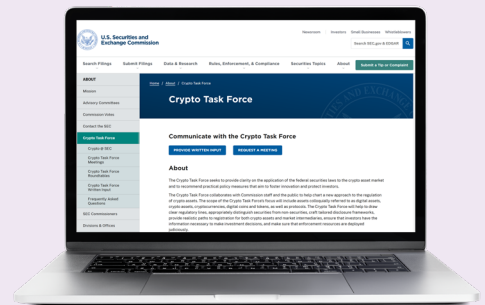 Newsroom Investors Small Businesses Whistleblowers
U.S. Securities and
Exchange Commission
Search SEC.gov & EDGAR
Search Filings Submit Filings Data & Research Rules, Enforcement, & Compliance Securities Topics About Submit a Tip or Complaint
ABOUT
Mission
Advisory Committees
Commission Votes
Contact the SEC
Crypto Task Force
Crypto @ SEC
Crypto Task Force
Meetings
Crypto Task Force
Roundtables
Crypto Task Force
Written Input
Frequently Asked
Questions
SEC Commissioners
Divisions & Offices
Home / About / Crypto Task Force
Crypto Task Force
Communicate with the Crypto Task Force
PROVIDE WRITTEN INPUT REQUEST A MEETING
About
The Crypto Task Force seeks to provide clarity on the application of the federal securities laws to the crypto asset market
and to recommend practical policy measures that aim to foster innovation and protect investors.
The Crypto Task Force collaborates with Commission staff and the public to help chart a new approach to the regulation
of crypto assets. The scope of the Crypto Task Force's focus will include assets colloquially referred to as digital assets,
crypto assets, cryptocurrencies, digital coins and tokens, as well as protocols. The Crypto Task Force will help to draw
clear regulatory lines, appropriately distinguish securities from non-securities, craft tailored disclosure frameworks,
provide realistic paths to registration for both crypto assets and market intermediaries, ensure that investors have the
information necessary to make investment decisions, and make sure that enforcement resources are deployed
judiciously.